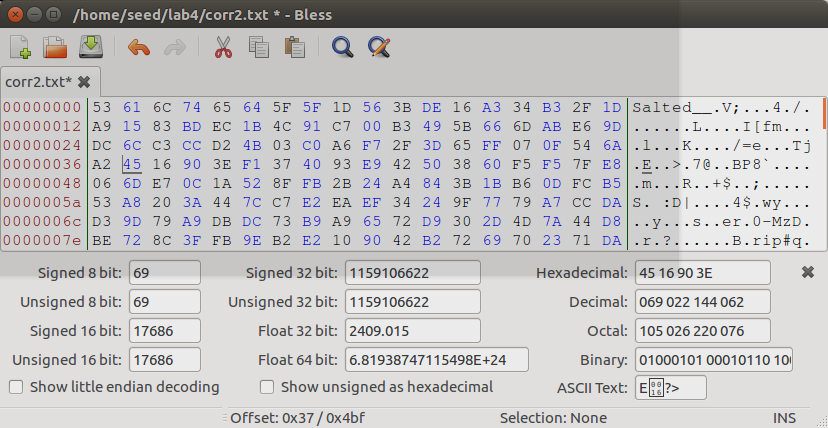 /home/seed/lab4/corr2.txt * - Bless
corr2.txt*
00000000 53 61 6C 74 65 64 5F 5F 1D 56 3B DE 16 A3 34 B3 2F 1D Salted__.V;...4./.
00000012 A9 15 83 BD EC 1B 4C 91 C7 00 B3 49 5B 66 6D AB E6 9D ......L....I[fm...
00000024 DC 6C C3 CC D2 4B 03 C0 A6 F7 2F 3D 65 FF 07 0F 54 6A .l...K..../=e...Tj
00000036 A2 45 16 90 3E F1 37 40 93 E9 42 50 38 60 F5 F5 7F E8 .E..>.7@..BP8`....
00000048 06 6D E7 0C 1A 52 8F FB 2B 24 A4 84 3B 1B B6 0D FC B5 .m...R..+$..;.....
0000005a 53 A8 20 3A 44 7C C7 E2 EA EF 34 24 9F 77 79 A7 CC DA S. :D|....4$.wy...
0000006c D3 9D 79 A9 DB DC 73 B9 A9 65 72 D9 30 2D 4D 7A 44 D8 ..y...s..er.0-MzD.
0000007e BE 72 8C 3F FB 9E B2 E2 10 90 42 B2 72 69 70 23 71 DA .r.?......B.rip#q.
Signed 8 bit: 69 Signed 32 bit: 1159106622 Hexadecimal: 45 16 90 3E
Unsigned 8 bit: 69 Unsigned 32 bit: 1159106622 Decimal: 069 022 144 062
Signed 16 bit: 17686 Float 32 bit: 2409.015 Octal: 105 026 220 076
Unsigned 16 bit: 17686 Float 64 bit: 6.81938747115498E+24 Binary: 01000101 00010110 100
Show little endian decoding Show unsigned as hexadecimal ASCII Text: E�?>
Offset: 0x37 / 0x4bf Selection: None INS